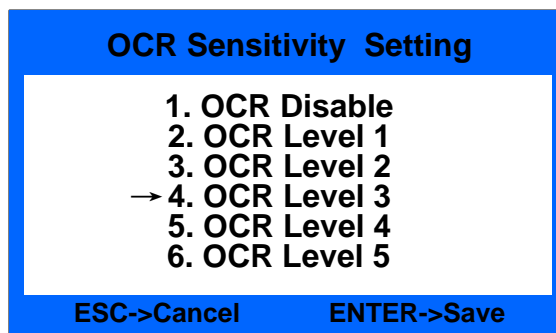 OCR Sensitivity Setting
1. OCR Disable
2. OCR Level 1
3. OCR Level 2
→4. OCR Level 3
5. OCR Level 4
6. OCR Level 5
ESC->Cancel ENTER->Save